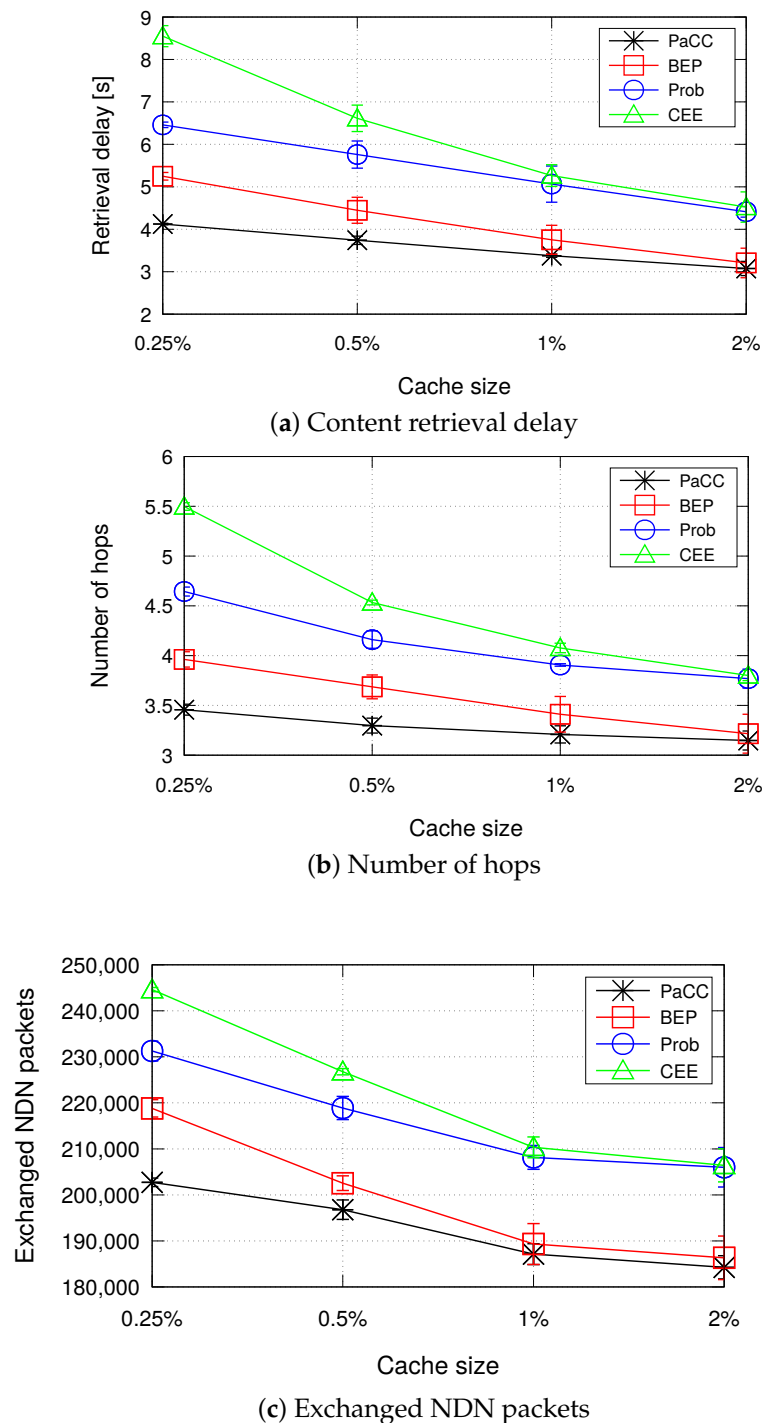 9
8
7
6
5
4
3
2
Retrieval delay [s]
PaCC
BEP
Prob
CEE
0.25% 0.5% 1% 2%
Cache size
(a) Content retrieval delay
6
5.5
5
4.5
4
3.5
3
Number of hops
PaCC
BEP
Prob
CEE
0.25% 0.5% 1% 2%
Cache size
(b) Number of hops
250,000
240,000
230,000
220,000
210,000
200,000
190,000
180,000
Exchanged NDN packets
PaCC
BEP
Prob
CEE
0.25% 0.5% 1% 2%
Cache size
(c) Exchanged NDN packets